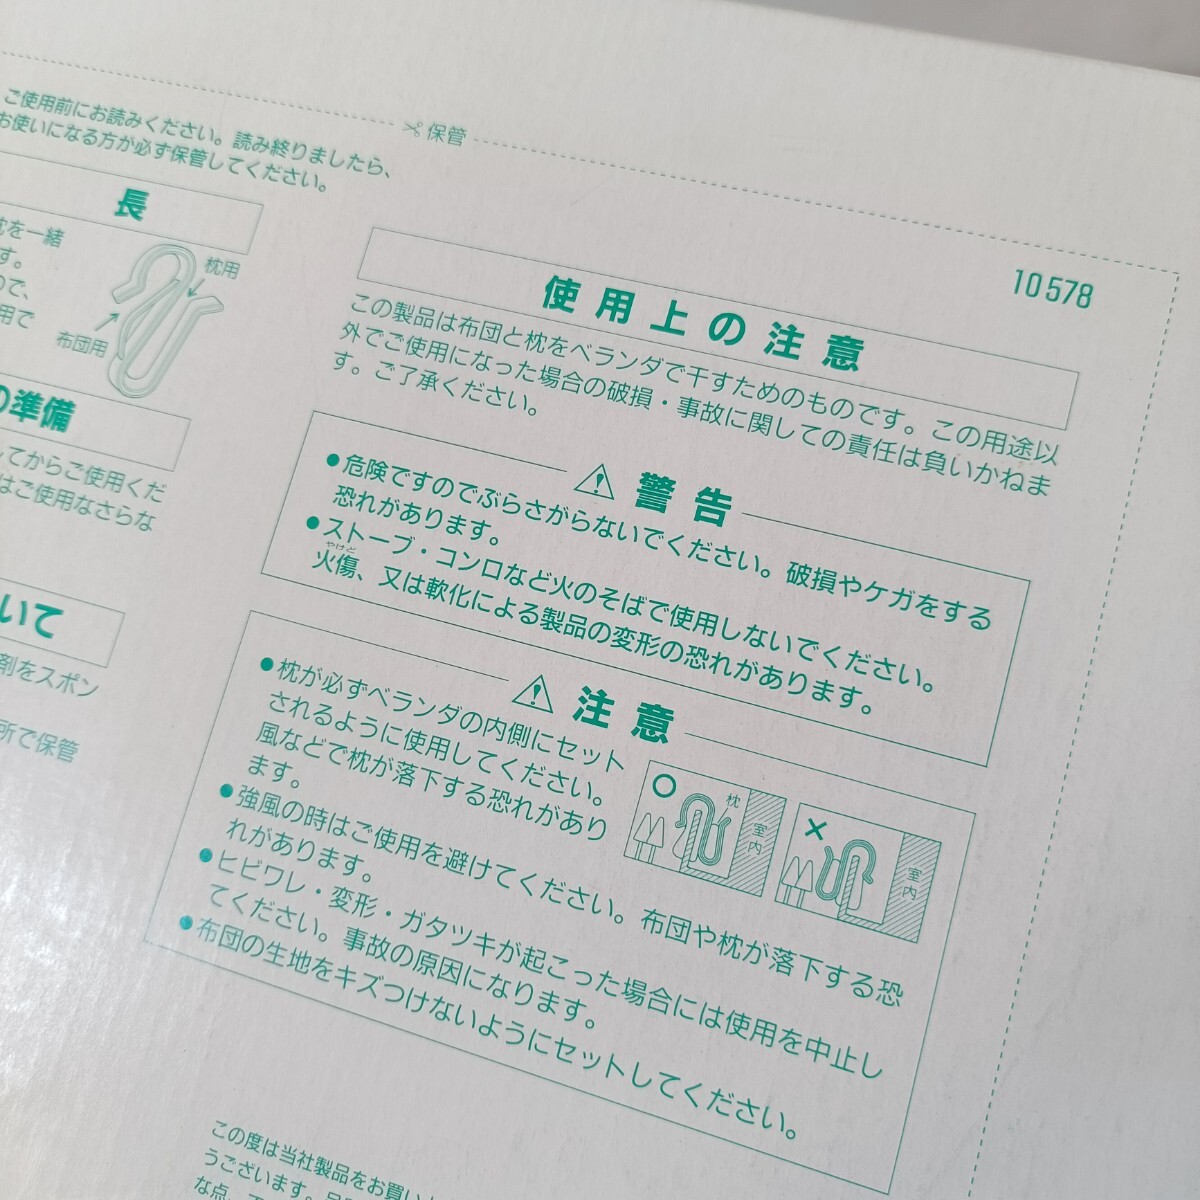 ✂保管
ご使用前にお読みください。読み終りましたら、
お使いになる方が必ず保管してください。
長
枕を一緒
す。
ので、
用で
枕用
布団用
の準備
してからご使用くだ
はご使用なさらな
いて
剤をスポン
所で保管
10578
使用上の注意
この製品は布団と枕をベランダで干すためのものです。この用途以
外でご使用になった場合の破損・事故に関しての責任は負いかねま
す。ご了承ください。
⚠警告
●危険ですのでぶらさがらないでください。破損やケガをする
恐れがあります。
●ストーブ・コンロなど火のそばで使用しないでください。
やけど
火傷、又は軟化による製品の変形の恐れがあります。
⚠注意
●枕が必ずベランダの内側にセット
されるように使用してください。
風などで枕が落下する恐れがあり
ます。
○
枕
室内
×
室内
●強風の時はご使用を避けてください。布団や枕が落下する恐
れがあります。
●ヒビワレ・変形・ガタツキが起こった場合には使用を中止し
てください。事故の原因になります。
●布団の生地をキズつけないようにセットしてください。
この度は当社製品をお買い
うございます。
な点、